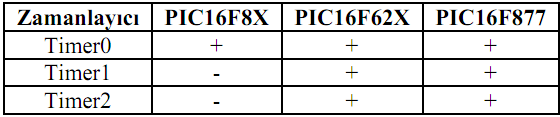 Zamanlayıcı PIC16F8X PIC16F62X PIC16F877
Timer0 + + +
Timer1 - + +
Timer2 - + +